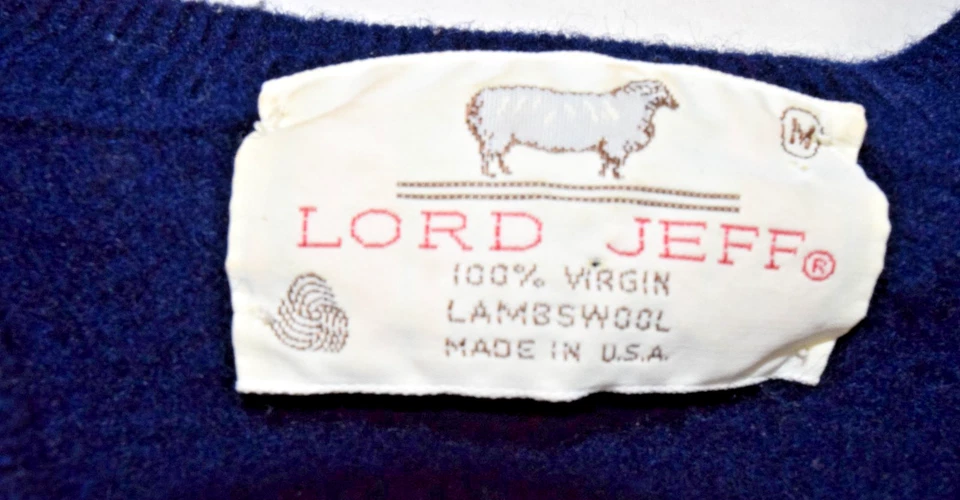 M
LORD JEFF®
100% VIRGIN
LAMBSWOOL
MADE IN U.S.A.